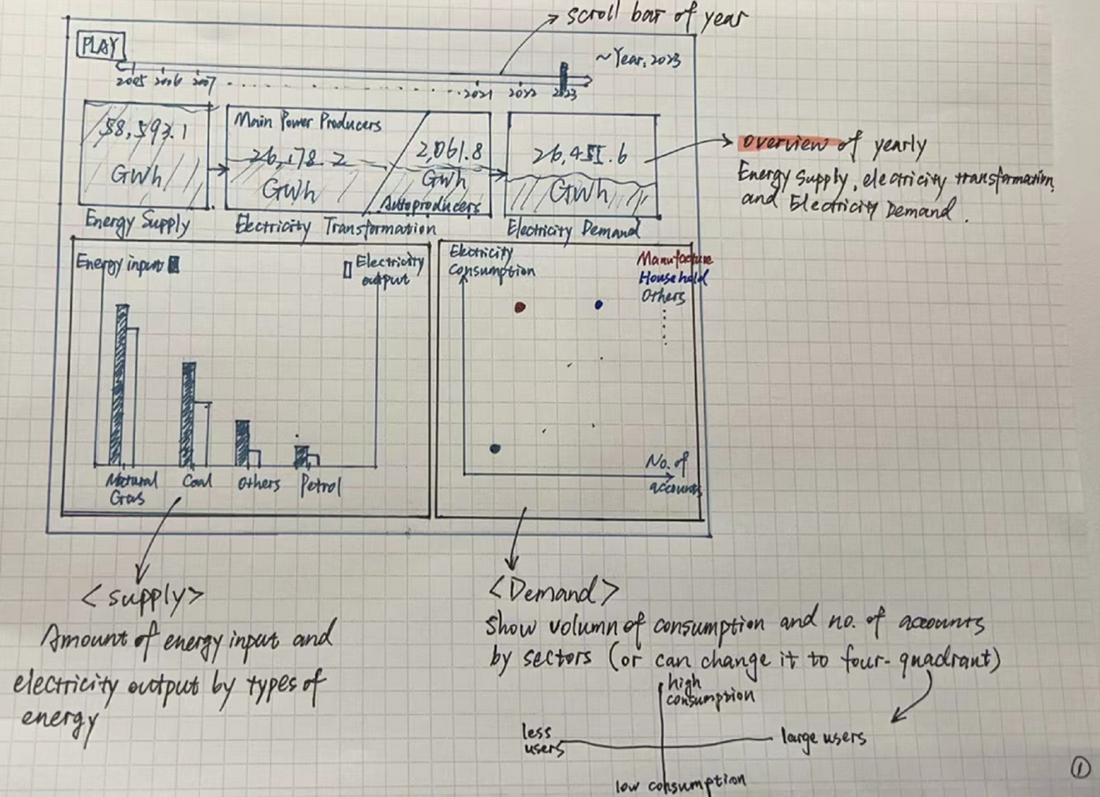 scroll bar of year
PLAY
~Year, 2023
2005 2006 2007 ............ 2021 2022 2023
58,593.1
GWh
Energy Supply
Main Power Producers
26,178.2
GWh
2,061.8
GWh
Autoproducers
Electricity Transformation
GWh
Electricity Demand
overview of yearly
Energy Supply, electricity transformation,
and Electricity Demand.
Energy input
Electricity
output
Natural
Gas
Coal
Others
Petrol
Electricity
Consumption
Manufacture
Household
Others
No. of
accounts
<Supply>
Amount of energy input and
electricity output by types of
energy
<Demand>
Show volumn of consumption and no. of accounts
by sectors (or can change it to four-quadrant)
high
consumption
less
users
large users
low consumption
1